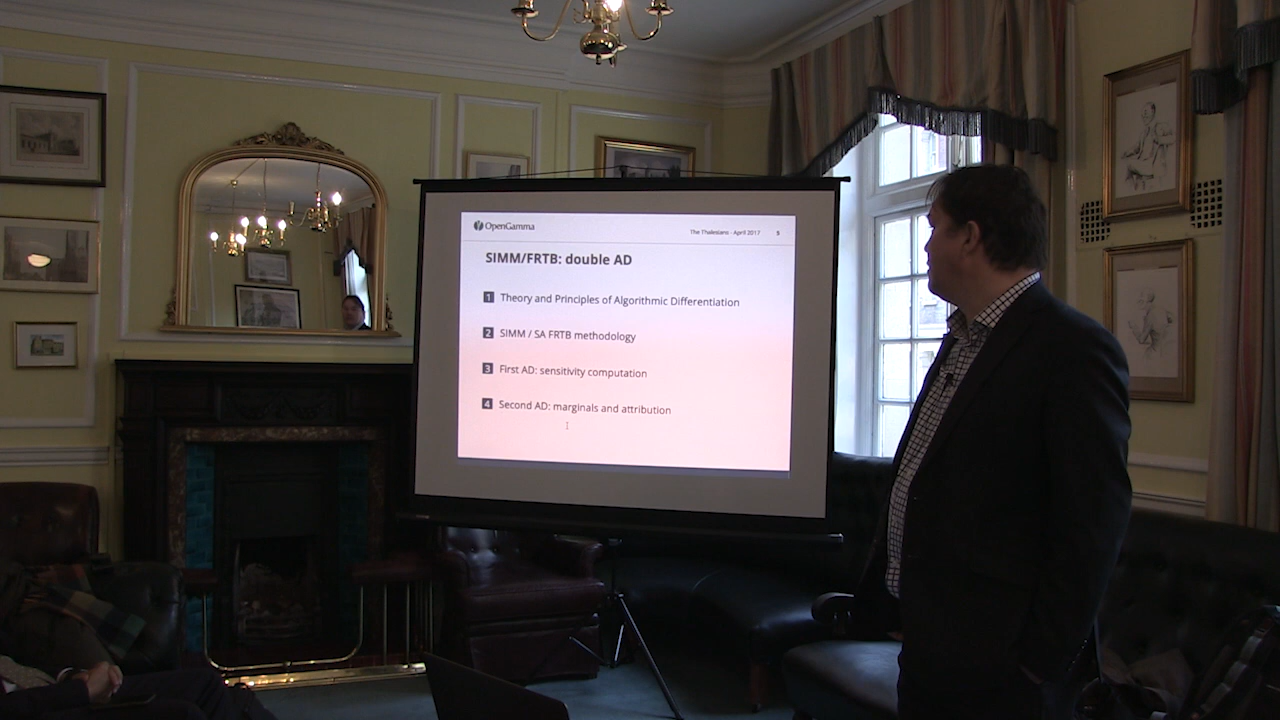 OpenGamma
The Thalesians - April 2017 5
SIMM/FRTB: double AD
1 Theory and Principles of Algorithmic Differentiation
2 SIMM / SA FRTB methodology
3 First AD: sensitivity computation
4 Second AD: marginals and attribution